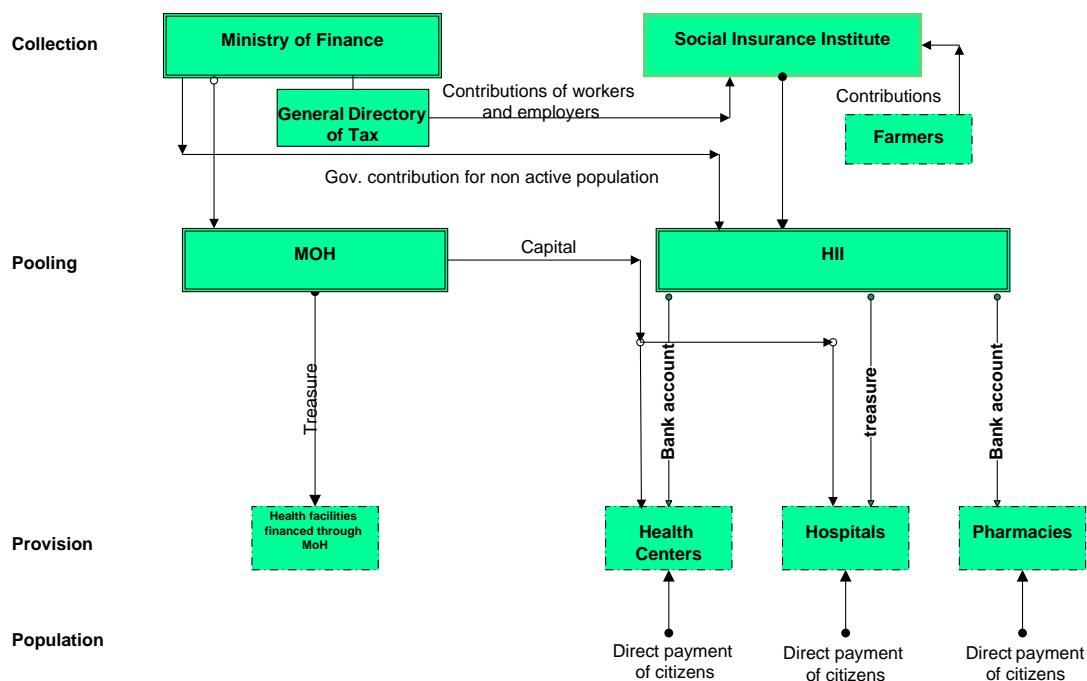 Collection
Ministry of Finance
Social Insurance Institute
General Directory
of Tax
Contributions of workers
and employers
Contributions
Farmers
Gov. contribution for non active population
Pooling
MOH
Capital
HII
Treasure
Bank account
treasure
Bank account
Provision
Health facilities
financed through
MoH
Health
Centers
Hospitals
Pharmacies
Population
Direct payment
of citizens
Direct payment
of citizens
Direct payment
of citizens